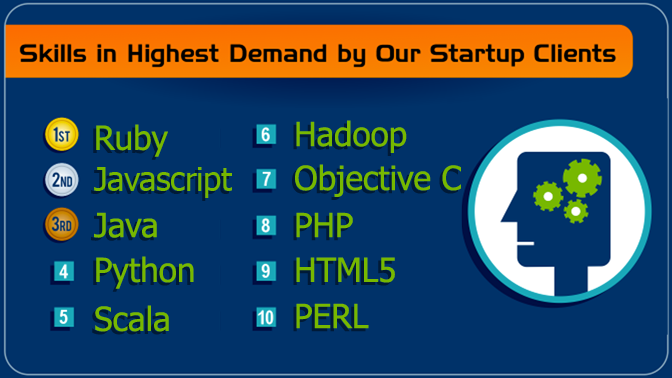 Skills in Highest Demand by Our Startup Clients
1ST Ruby
2ND Javascript
3RD Java
4 Python
5 Scala
6 Hadoop
7 Objective C
8 PHP
9 HTML5
10 PERL